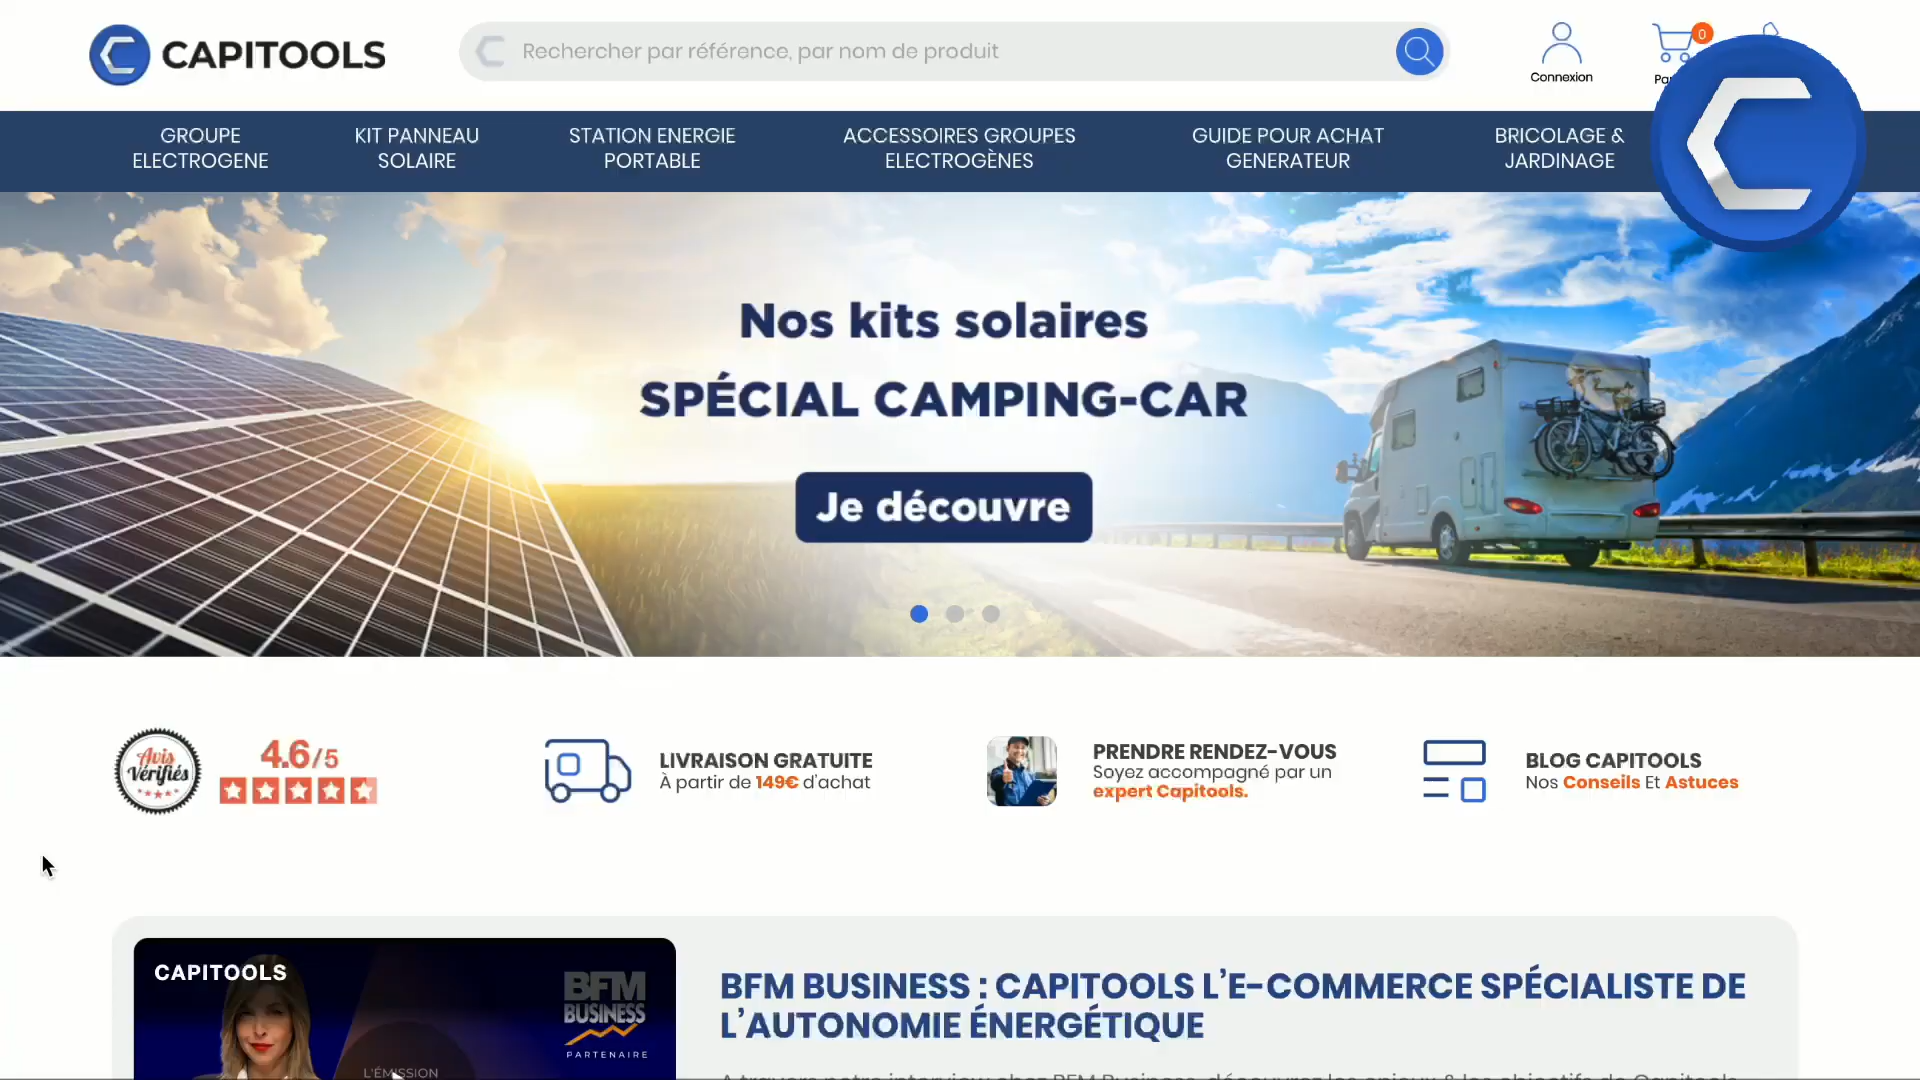 CAPITOOLS
Rechercher par référence, par nom de produit
0
Connexion
GROUPE
ELECTROGENE
KIT PANNEAU
SOLAIRE
STATION ENERGIE
PORTABLE
ACCESSOIRES GROUPES
ELECTROGÈNES
GUIDE POUR ACHAT
GENERATEUR
BRICOLAGE &
JARDINAGE
Nos kits solaires
SPÉCIAL CAMPING-CAR
Je découvre
Avis
Vérifiés
4.6/5
LIVRAISON GRATUITE
À partir de 149€ d'achat
PRENDRE RENDEZ-VOUS
Soyez accompagné par un
expert Capitools.
BLOG CAPITOOLS
Nos Conseils Et Astuces
CAPITOOLS
BFM
BUSINESS
PARTENAIRE
L'ÉMISSION
BFM BUSINESS : CAPITOOLS L'E-COMMERCE SPÉCIALISTE DE
L'AUTONOMIE ÉNERGÉTIQUE